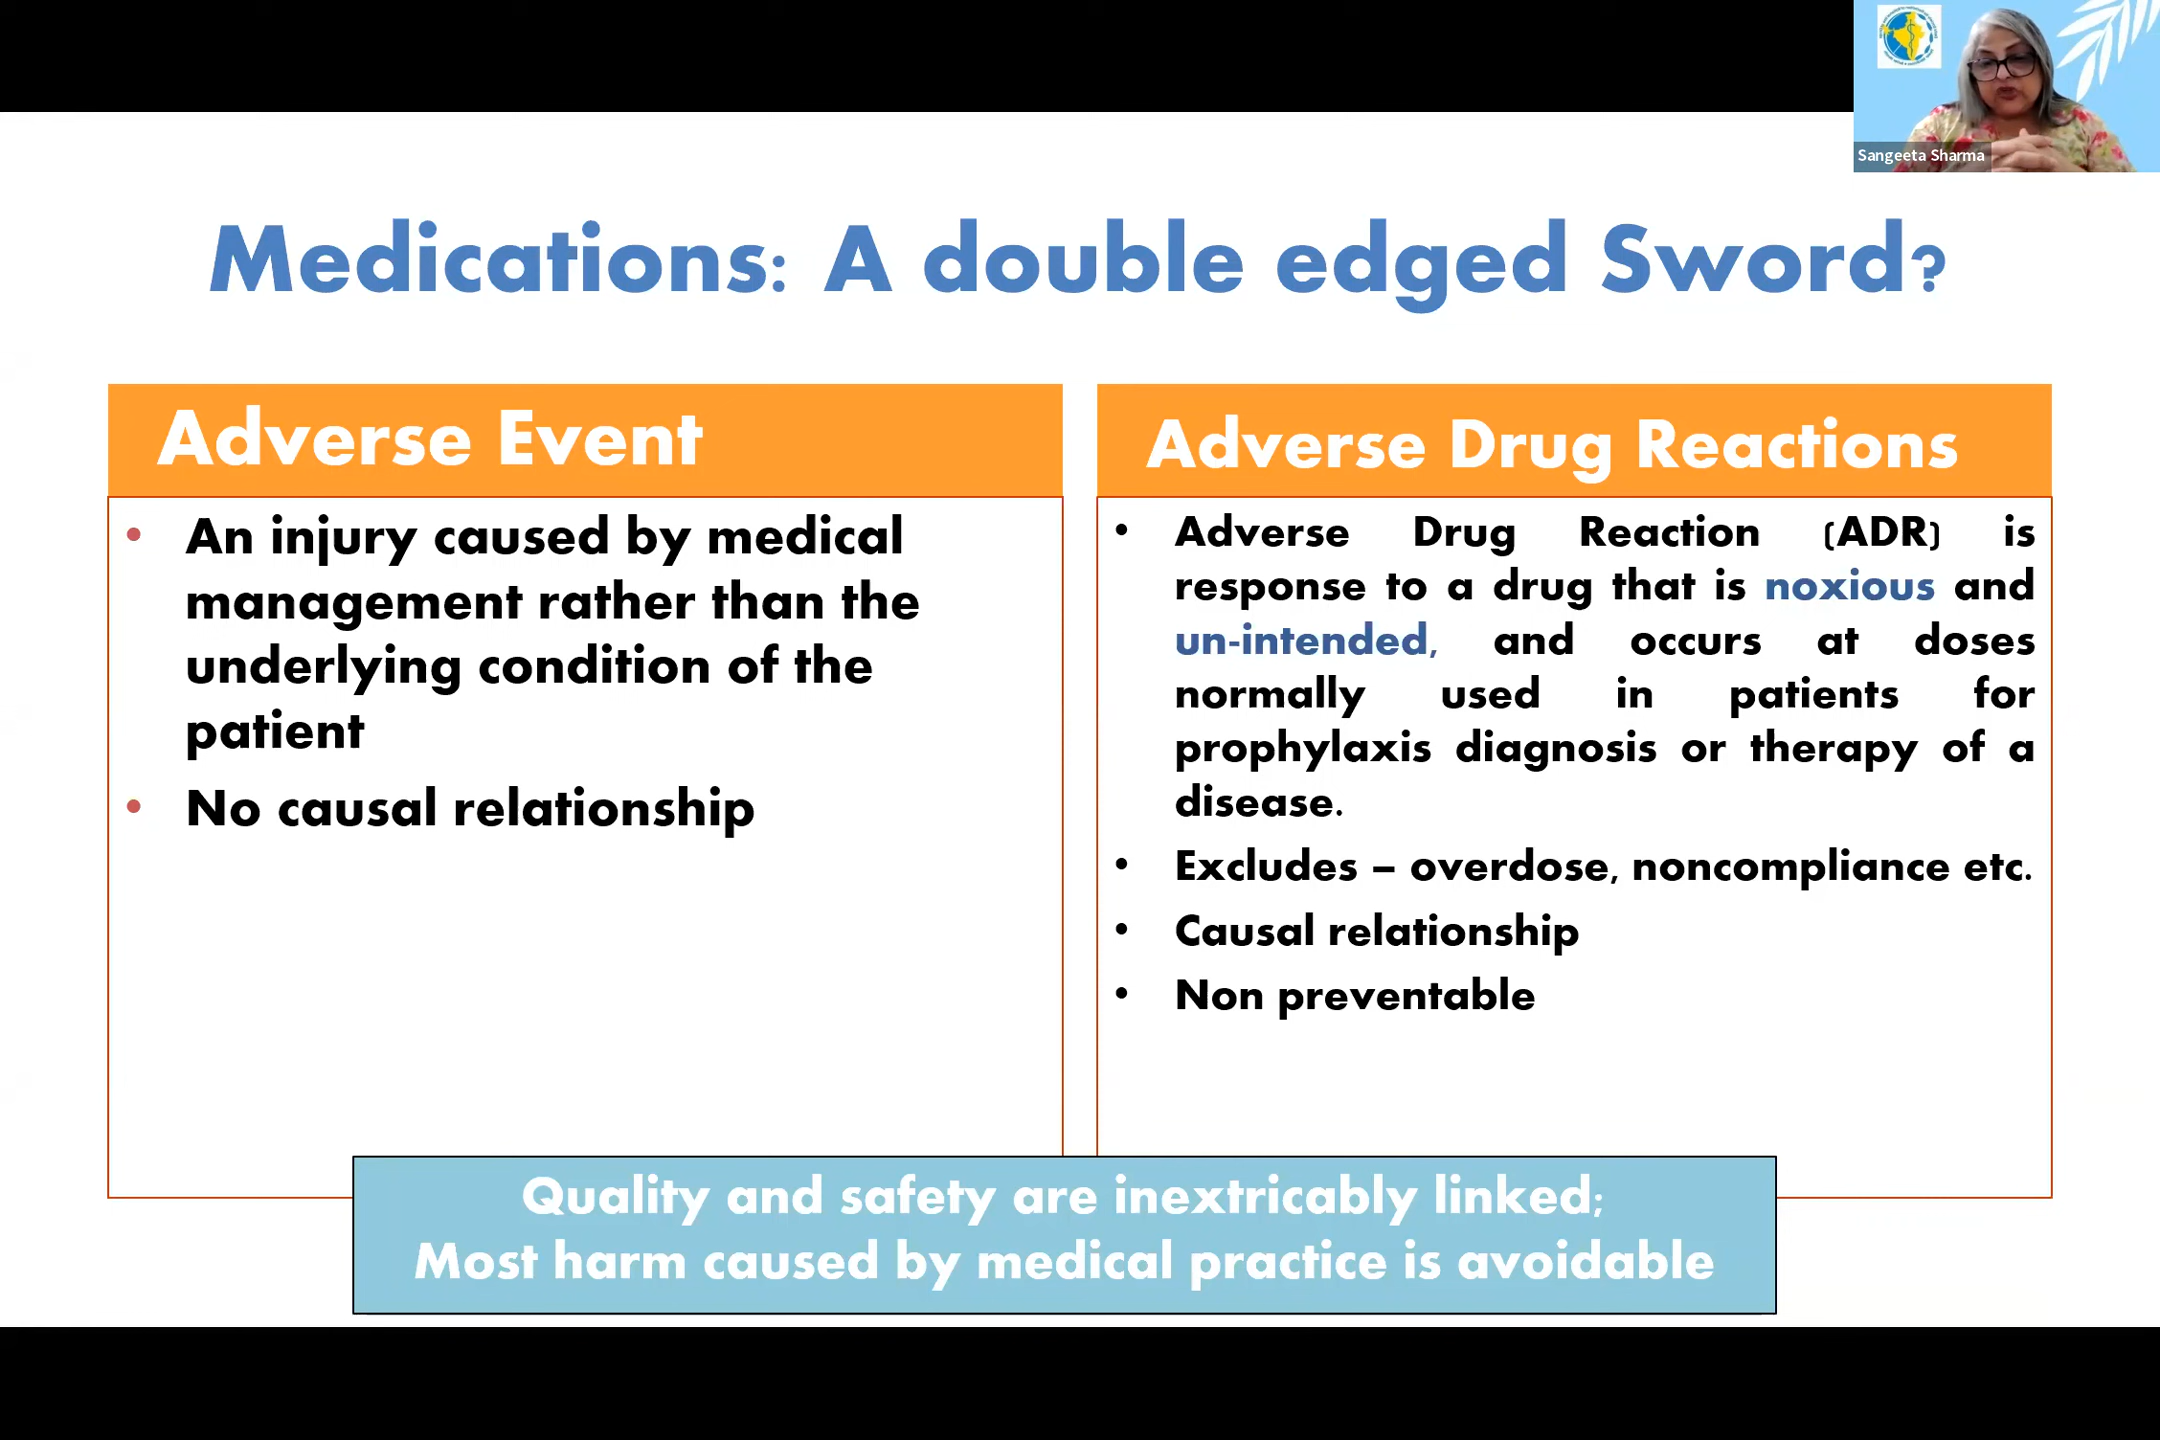 Sangeeta Sharma
Medications: A double edged Sword?
Adverse Event
• An injury caused by medical
management rather than the
underlying condition of the
patient
• No causal relationship
Adverse Drug Reactions
• Adverse Drug Reaction (ADR) is
response to a drug that is noxious and
un-intended, and occurs at doses
normally used in patients for
prophylaxis diagnosis or therapy of a
disease.
• Excludes – overdose, noncompliance etc.
• Causal relationship
• Non preventable
Quality and safety are inextricably linked;
Most harm caused by medical practice is avoidable